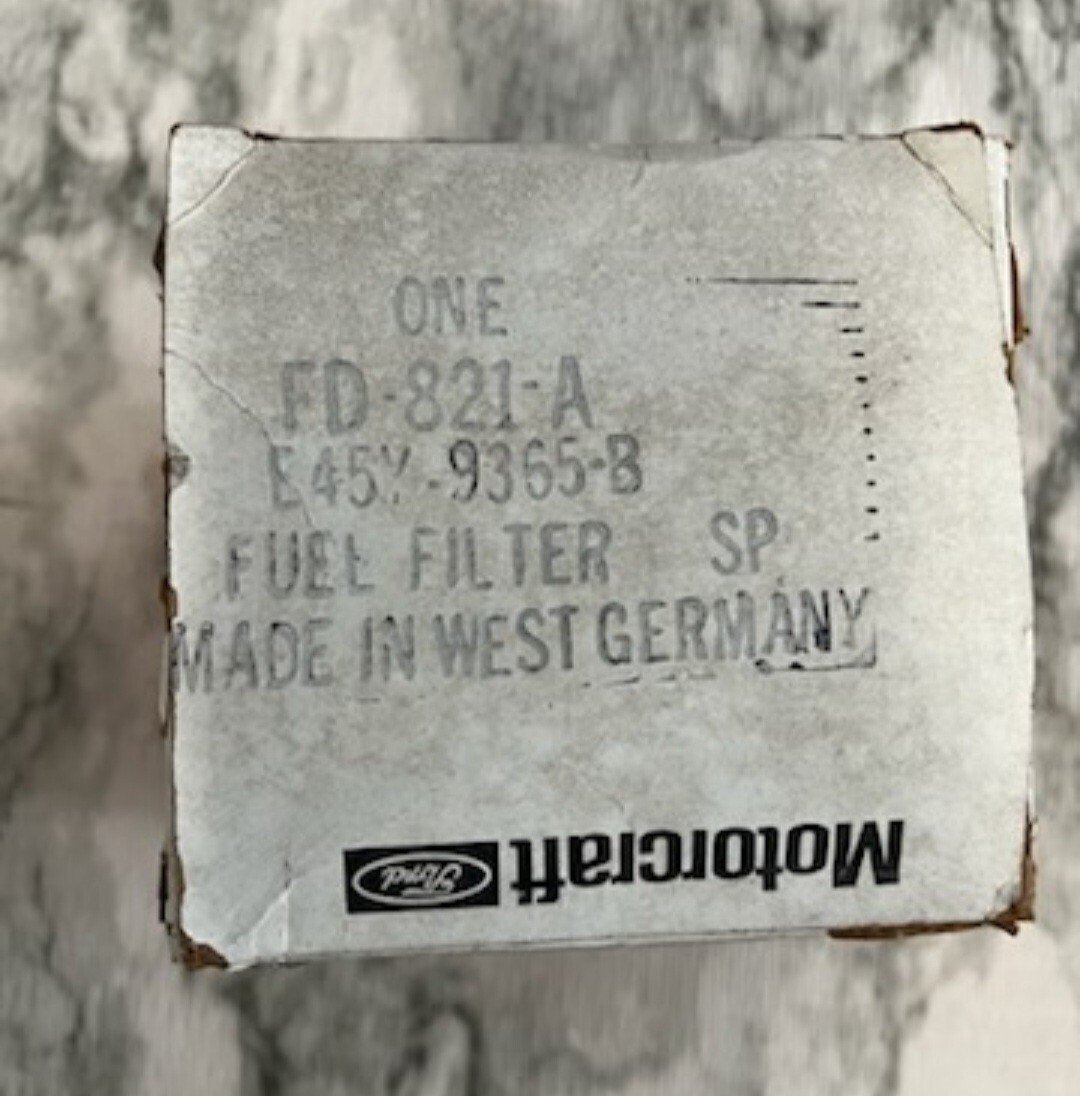 ONE
FD-821-A
E45Y-9365-B
FUEL FILTER SP
MADE IN WEST GERMANY
Motorcraft Ford